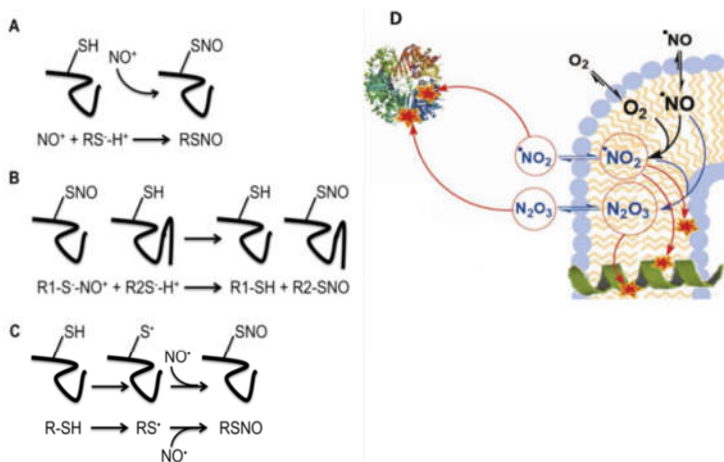 A
SH
NO⁺
SNO
NO⁺ + RS⁻-H⁺ → RSNO
B
SNO
SH
SH
SNO
R1-S⁻-NO⁺ + R2S⁻-H⁺ → R1-SH + R2-SNO
C
SH
S•
NO•
SNO
R-SH → RS• → RSNO
NO•
D
•NO
O₂
O₂
•NO
•NO₂
•NO₂
N₂O₃
N₂O₃